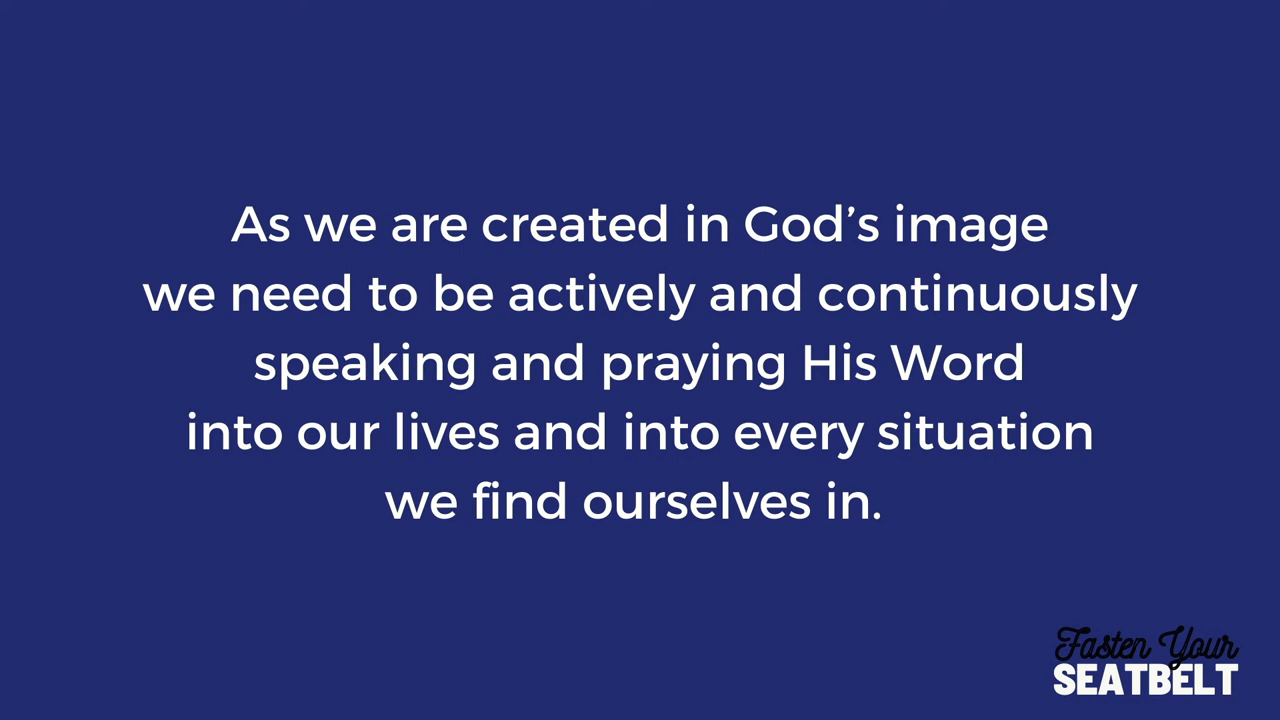 As we are created in God’s image
we need to be actively and continuously
speaking and praying His Word
into our lives and into every situation
we find ourselves in.
Fasten Your
SEATBELT